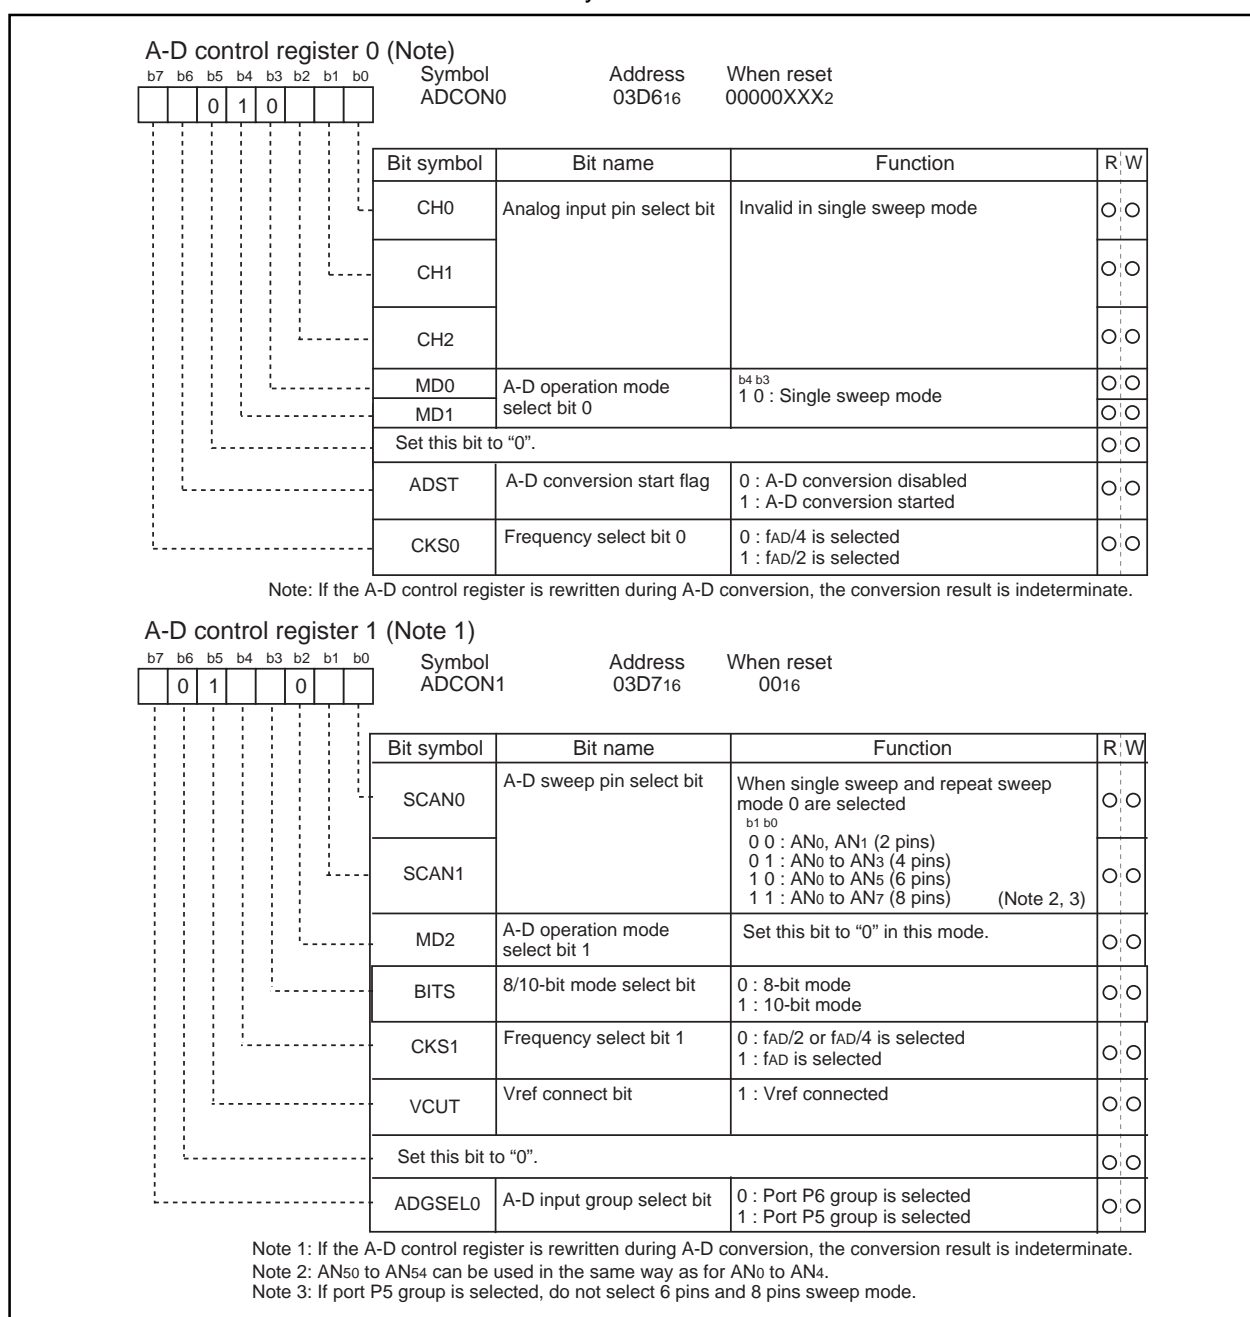 A-D control register 0 (Note)
b7 b6 b5 b4 b3 b2 b1 b0
0 1 0
Symbol Address When reset
ADCON0 03D616 00000XXX2
Bit symbol Bit name Function R W
CH0 Analog input pin select bit Invalid in single sweep mode
CH1
CH2
MD0 A-D operation mode select bit 0 b4 b3
MD1 1 0 : Single sweep mode
Set this bit to “0”.
ADST A-D conversion start flag 0 : A-D conversion disabled
1 : A-D conversion started
CKS0 Frequency select bit 0 0 : fAD/4 is selected
1 : fAD/2 is selected
Note: If the A-D control register is rewritten during A-D conversion, the conversion result is indeterminate.
A-D control register 1 (Note 1)
b7 b6 b5 b4 b3 b2 b1 b0
0 1 0
Symbol Address When reset
ADCON1 03D716 0016
Bit symbol Bit name Function R W
SCAN0 A-D sweep pin select bit When single sweep and repeat sweep
mode 0 are selected
b1 b0
0 0 : AN0, AN1 (2 pins)
0 1 : AN0 to AN3 (4 pins)
SCAN1 1 0 : AN0 to AN5 (6 pins)
1 1 : AN0 to AN7 (8 pins) (Note 2, 3)
MD2 A-D operation mode select bit 1 Set this bit to “0” in this mode.
BITS 8/10-bit mode select bit 0 : 8-bit mode
1 : 10-bit mode
CKS1 Frequency select bit 1 0 : fAD/2 or fAD/4 is selected
1 : fAD is selected
VCUT Vref connect bit 1 : Vref connected
Set this bit to “0”.
ADGSEL0 A-D input group select bit 0 : Port P6 group is selected
1 : Port P5 group is selected
Note 1: If the A-D control register is rewritten during A-D conversion, the conversion result is indeterminate.
Note 2: AN50 to AN54 can be used in the same way as for AN0 to AN4.
Note 3: If port P5 group is selected, do not select 6 pins and 8 pins sweep mode.